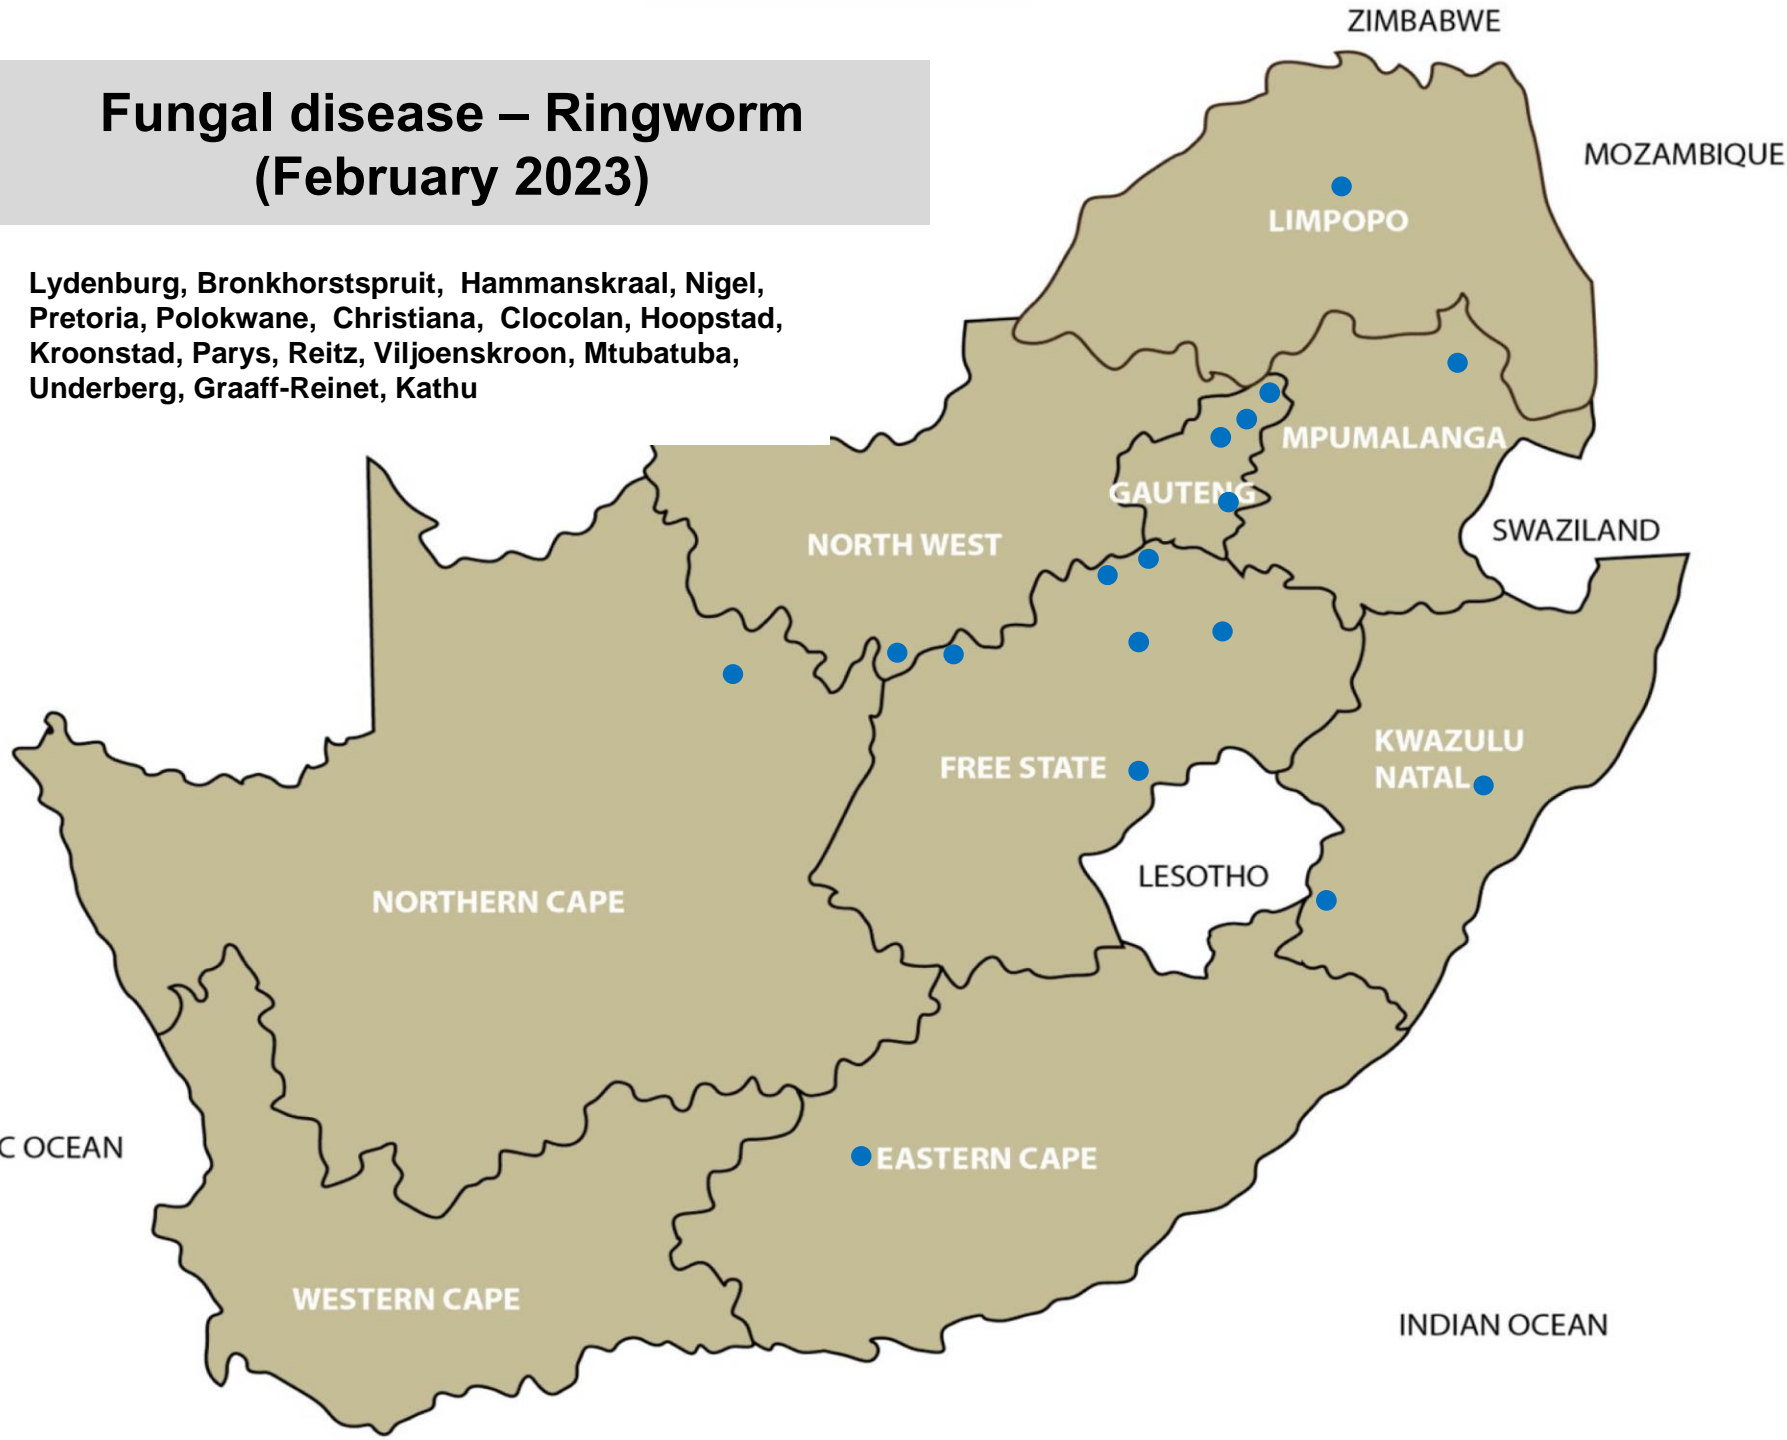 ZIMBABWE
Fungal disease – Ringworm
(February 2023)
MOZAMBIQUE
LIMPOPO
Lydenburg, Bronkhorstspruit, Hammanskraal, Nigel,
Pretoria, Polokwane, Christiana, Clocolan, Hoopstad,
Kroonstad, Parys, Reitz, Viljoenskroon, Mtubatuba,
Underberg, Graaff-Reinet, Kathu
MPUMALANGA
GAUTENG
SWAZILAND
NORTH WEST
KWAZULU
NATAL
FREE STATE
LESOTHO
NORTHERN CAPE
C OCEAN
EASTERN CAPE
WESTERN CAPE
INDIAN OCEAN